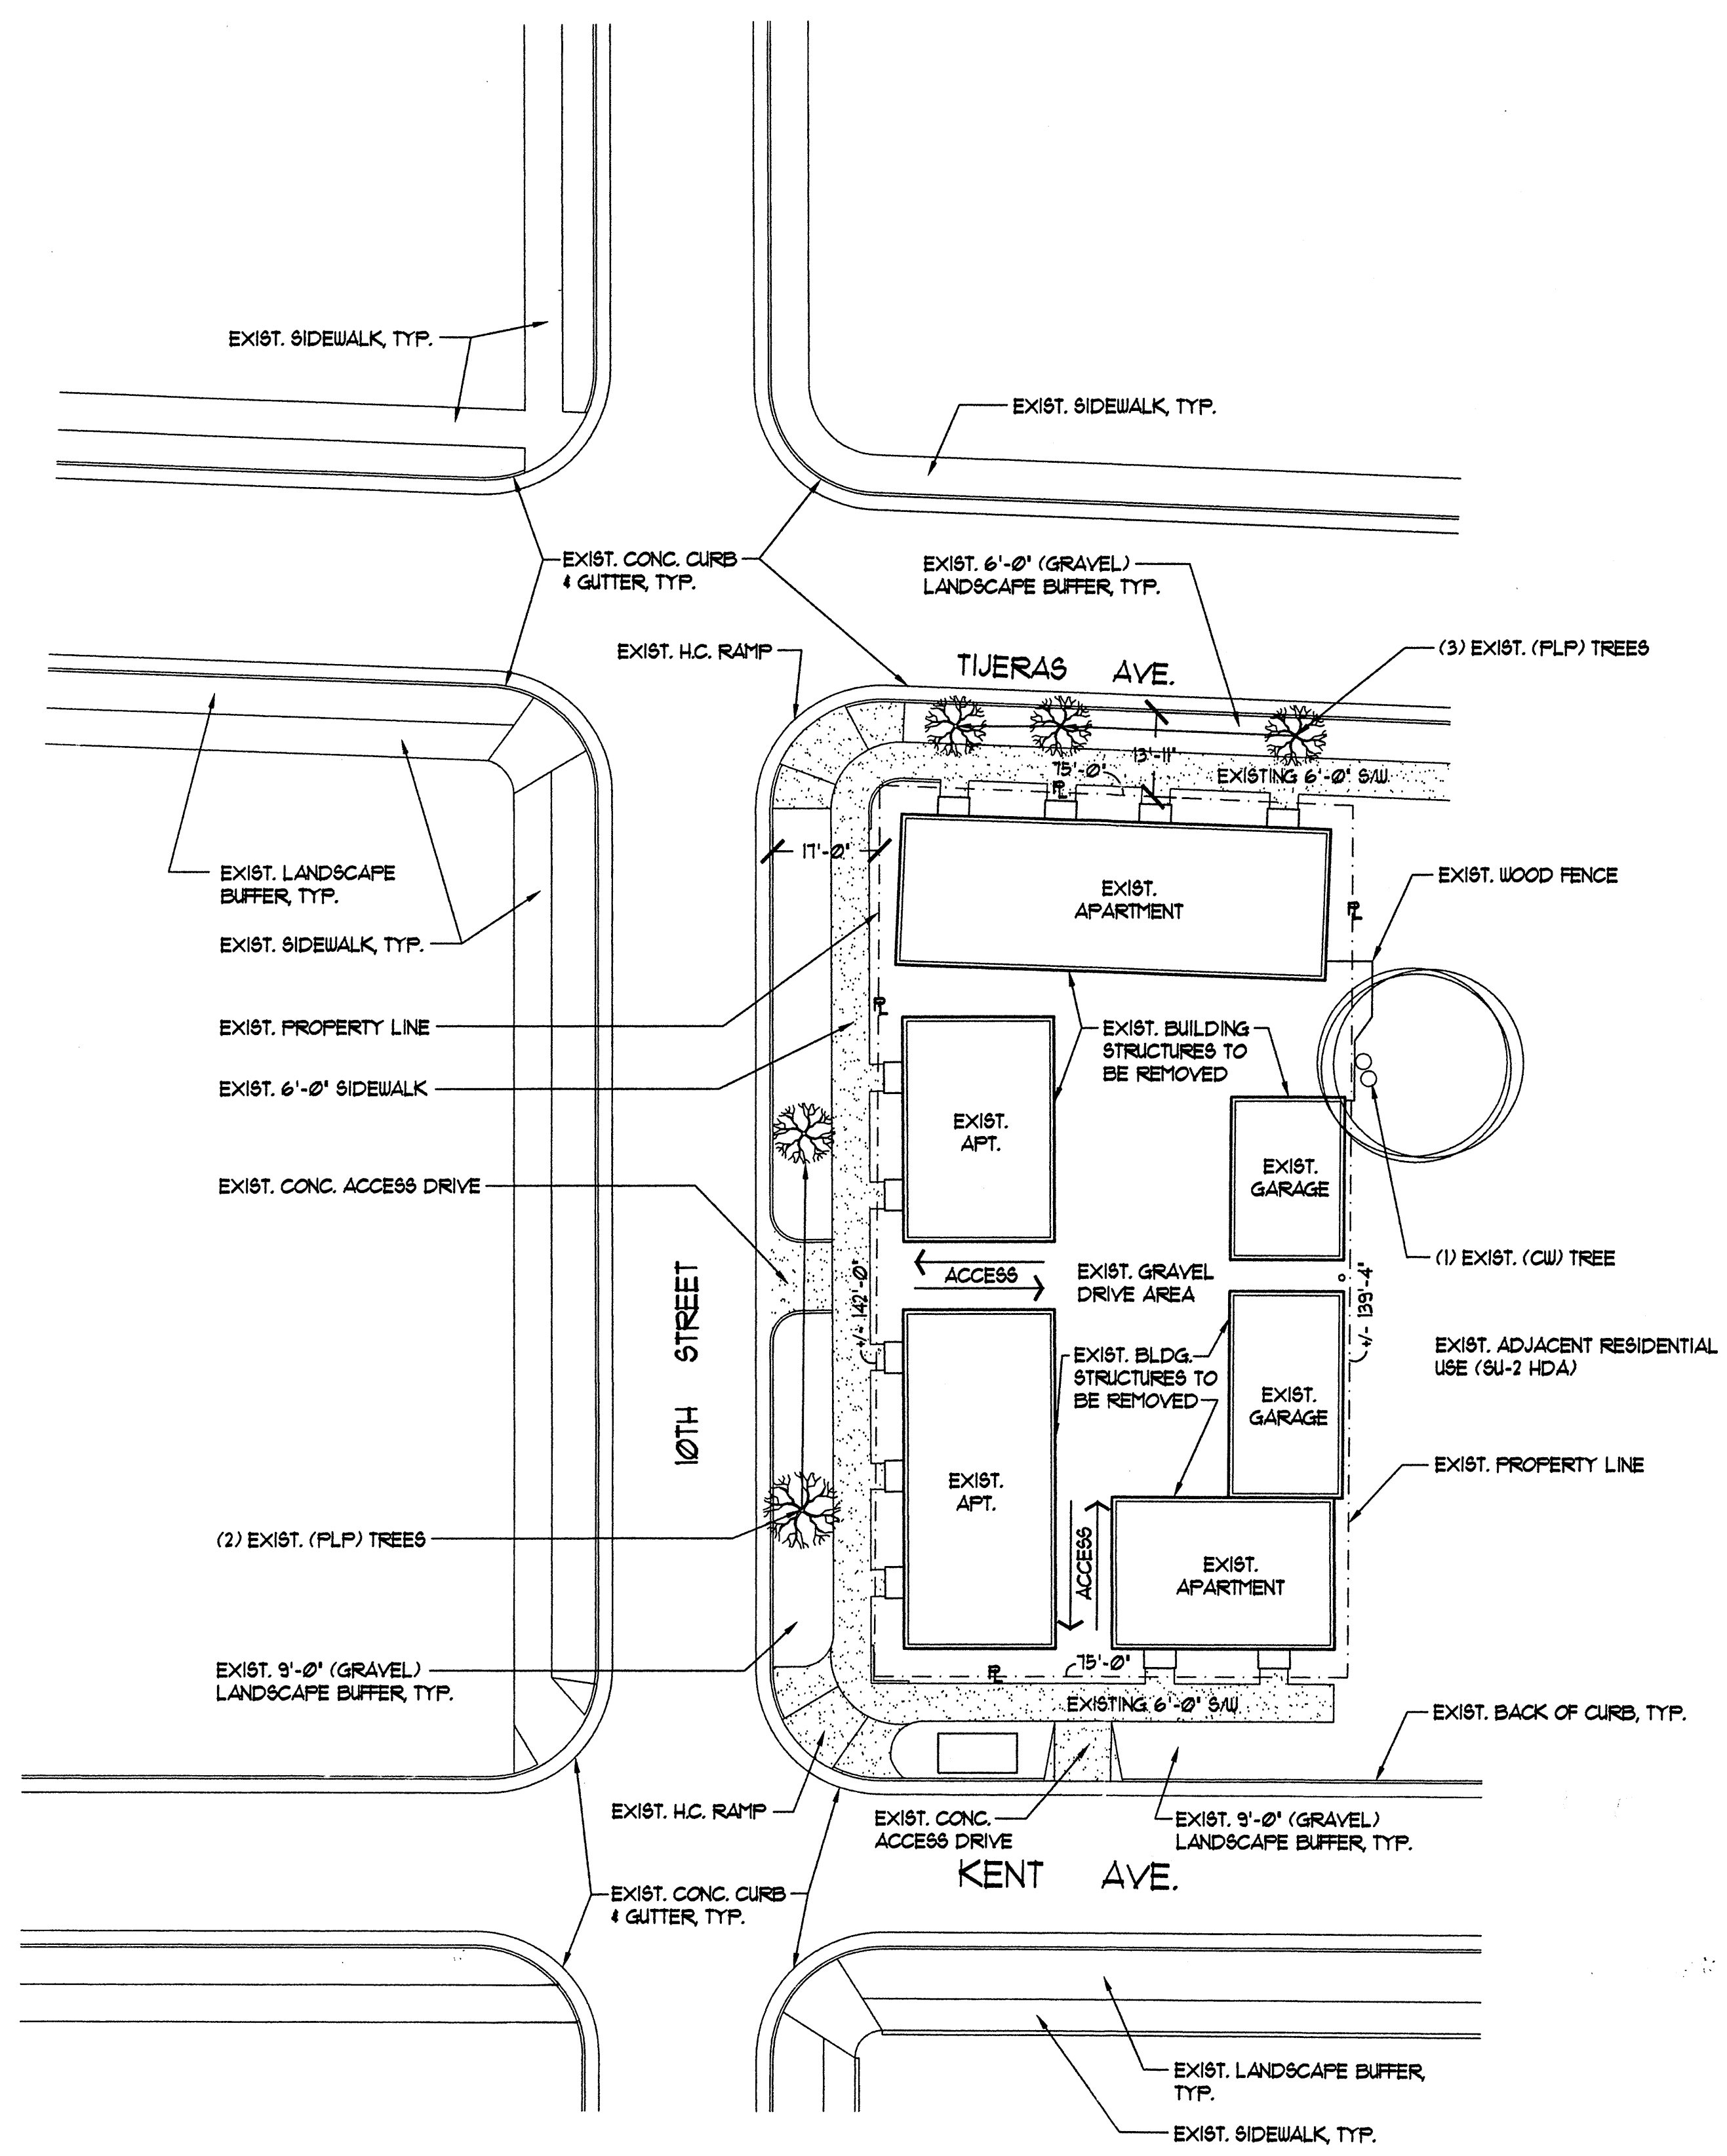 EXIST. SIDEWALK, TYP.
EXIST. SIDEWALK, TYP.
EXIST. CONC. CURB
& GUTTER, TYP.
EXIST. 6'-0" (GRAVEL)
LANDSCAPE BUFFER, TYP.
EXIST. H.C. RAMP
TIJERAS AVE.
(3) EXIST. (PLP) TREES
13'-11"
75'-0"
PL
EXISTING 6'-0" S/W
17'-0"
EXIST. LANDSCAPE
BUFFER, TYP.
EXIST. SIDEWALK, TYP.
EXIST.
APARTMENT
EXIST. WOOD FENCE
PL
PL
EXIST. PROPERTY LINE
EXIST. BUILDING
STRUCTURES TO
BE REMOVED
EXIST. 6'-0" SIDEWALK
EXIST.
APT.
EXIST.
GARAGE
EXIST. CONC. ACCESS DRIVE
(1) EXIST. (CW) TREE
ACCESS
EXIST. GRAVEL
DRIVE AREA
+/- 142'-0"
+/- 139'-4"
10TH STREET
EXIST. ADJACENT RESIDENTIAL
USE (SU-2 HDA)
EXIST. BLDG.
STRUCTURES TO
BE REMOVED
EXIST.
GARAGE
EXIST. PROPERTY LINE
EXIST.
APT.
(2) EXIST. (PLP) TREES
ACCESS
EXIST.
APARTMENT
EXIST. 9'-0" (GRAVEL)
LANDSCAPE BUFFER, TYP.
PL
75'-0"
EXISTING 6'-0" S/W
EXIST. BACK OF CURB, TYP.
EXIST. H.C. RAMP
EXIST. CONC.
ACCESS DRIVE
EXIST. 9'-0" (GRAVEL)
LANDSCAPE BUFFER, TYP.
KENT AVE.
EXIST. CONC. CURB
& GUTTER, TYP.
EXIST. LANDSCAPE BUFFER,
TYP.
EXIST. SIDEWALK, TYP.